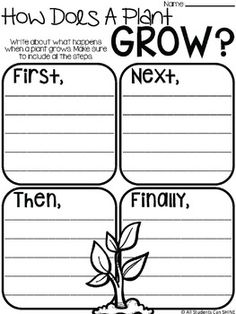 Name
How Does A Plant
GROW?
Write about what happens
when a plant grows. Make sure
to include all the steps.
First,
Next,
Then,
Finally,
© All Students Can SHINE